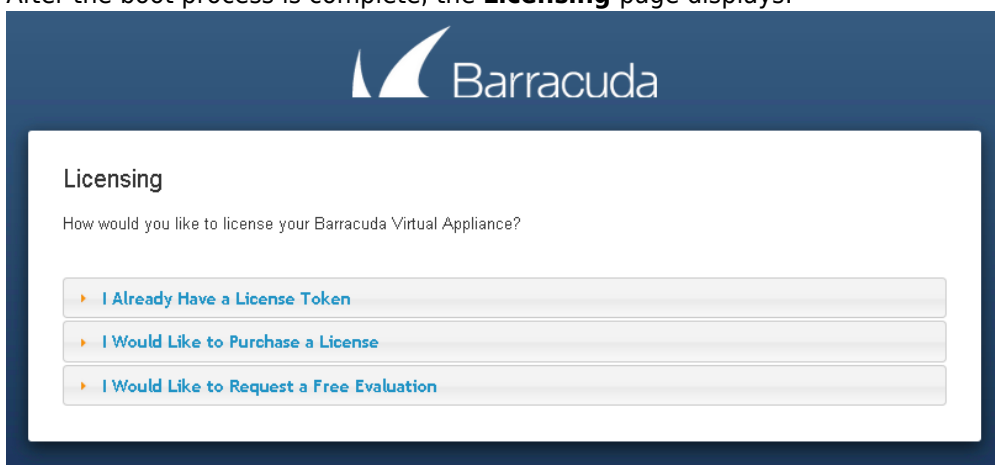 After the boot process is complete, the Licensing page displays:
Barracuda
Licensing
How would you like to license your Barracuda Virtual Appliance?
I Already Have a License Token
I Would Like to Purchase a License
I Would Like to Request a Free Evaluation